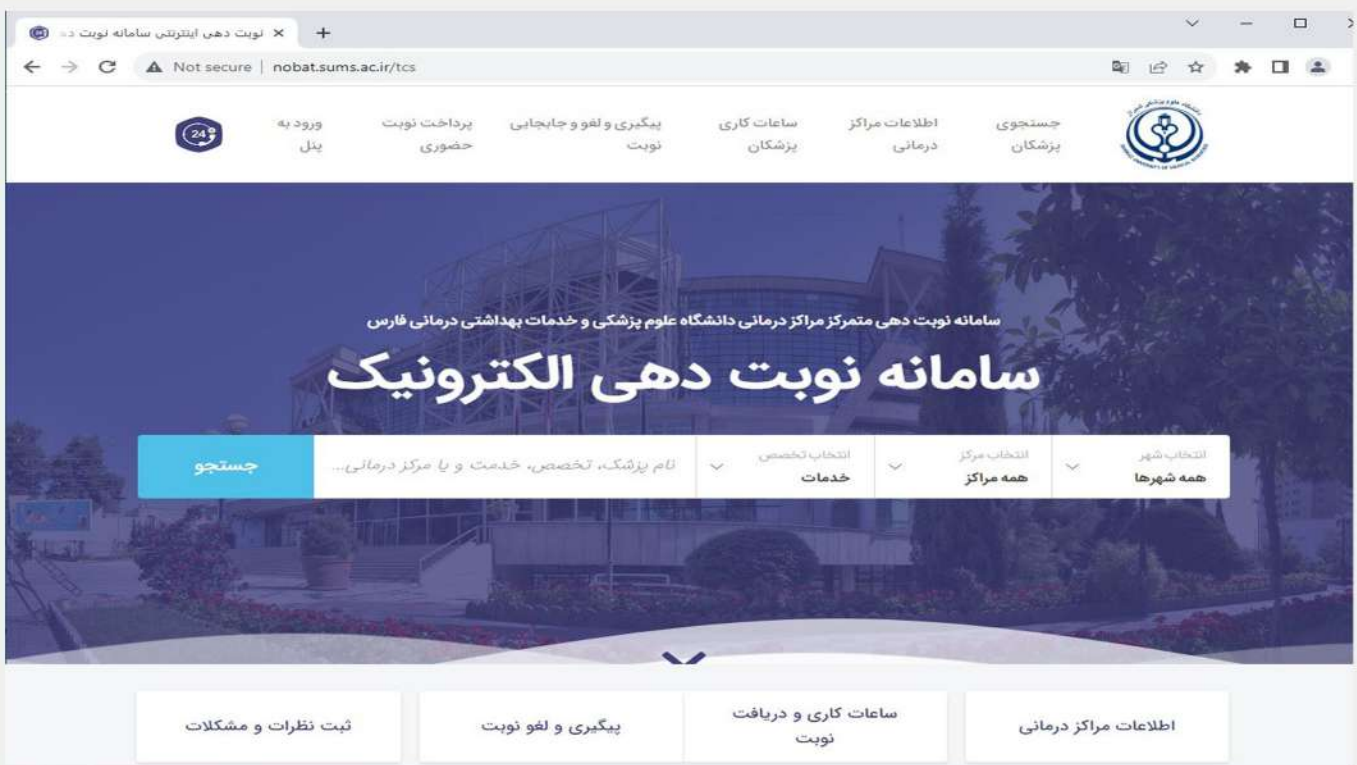 نوبت دهی اینترنتی سامانه نوبت ده
Not secure | nobat.sums.ac.ir/tcs
جستجوی پزشکان
اطلاعات مراکز درمانی
ساعات کاری پزشکان
پیگیری و لغو و جابجایی نوبت
پرداخت نوبت حضوری
ورود به پنل
24
سامانه نوبت دهی متمرکز مراکز درمانی دانشگاه علوم پزشکی و خدمات بهداشتی درمانی فارس
سامانه نوبت دهی الکترونیک
انتخاب شهر
همه شهرها
انتخاب مرکز
همه مراکز
انتخاب تخصص
خدمات
نام پزشک، تخصص، خدمت و یا مرکز درمانی...
جستجو
اطلاعات مراکز درمانی
ساعات کاری و دریافت
نوبت
پیگیری و لغو نوبت
ثبت نظرات و مشکلات